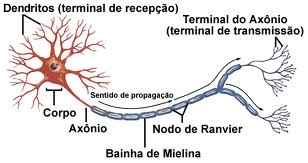 Dendritos (terminal de recepção)
Terminal do Axônio
(terminal de transmissão)
Sentido de propagação
Corpo
Axônio
Nodo de Ranvier
Bainha de Mielina